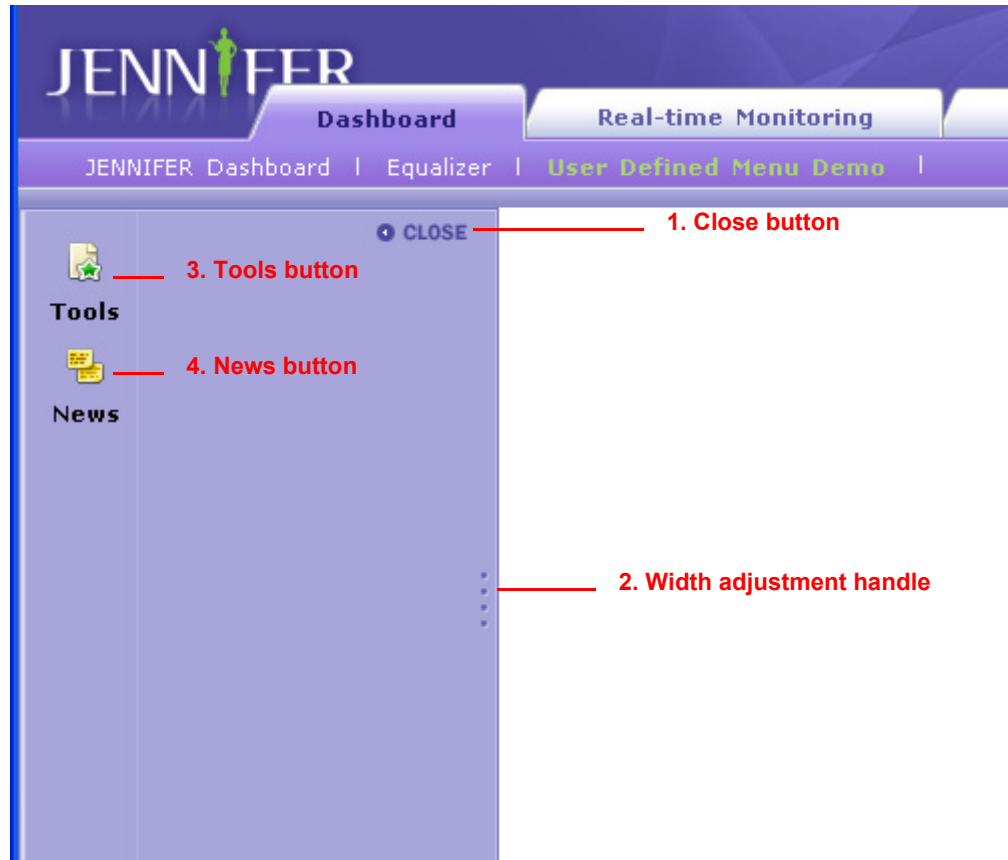 JENNIFER
Dashboard
Real-time Monitoring
JENNIFER Dashboard | Equalizer | User Defined Menu Demo |
CLOSE
1. Close button
3. Tools button
Tools
4. News button
News
2. Width adjustment handle